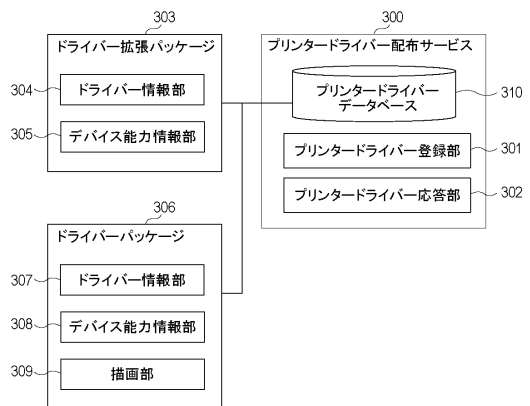 303
ドライバー拡張パッケージ
304
ドライバー情報部
305
デバイス能力情報部
300
プリンタードライバー配布サービス
プリンタードライバー
データベース
310
プリンタードライバー登録部
301
プリンタードライバー応答部
302
306
ドライバーパッケージ
307
ドライバー情報部
308
デバイス能力情報部
309
描画部